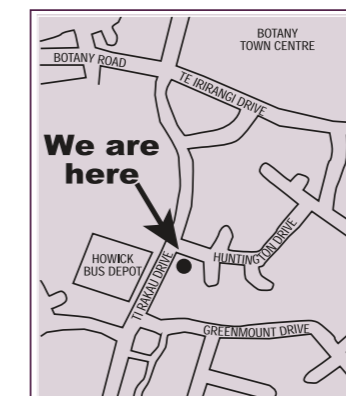 BOTANY
TOWN CENTRE
BOTANY ROAD
TE IRIRANGI DRIVE
We are
here
HUNTINGTON DRIVE
HOWICK
BUS DEPOT
TI RAKAU DRIVE
GREENMOUNT DRIVE